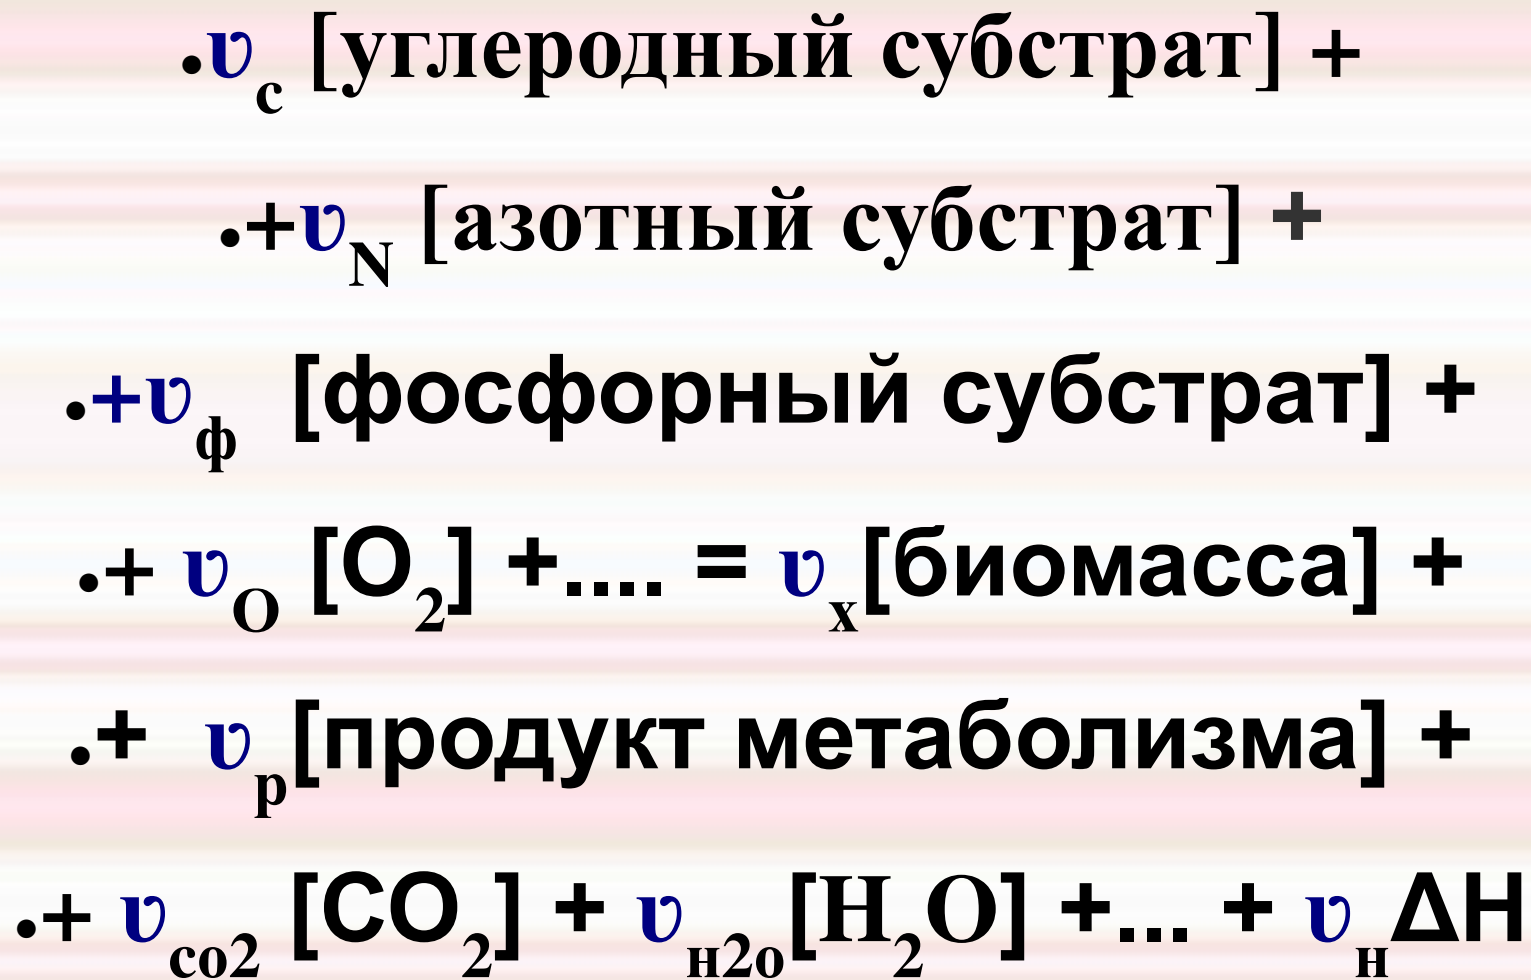 •υc [углеродный субстрат] +
•+υN [азотный субстрат] +
•+υф [фосфорный субстрат] +
•+ υO [O2] +.... = υx[биомасса] +
•+ υp[продукт метаболизма] +
•+ υco2 [CO2] + υн2о[H2O] +... + υнΔH